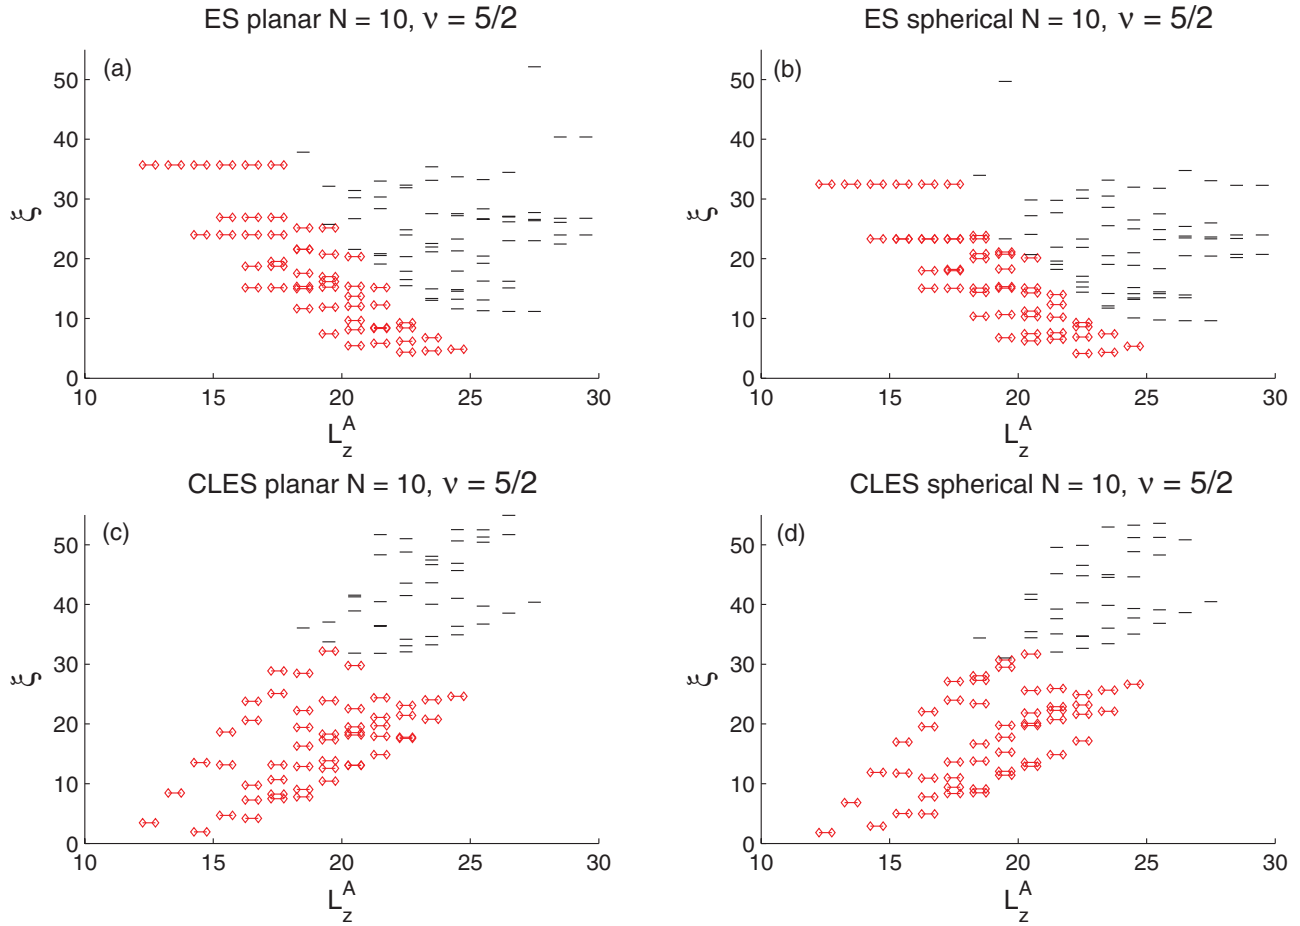 ES planar N = 10, ν = 5/2
(a)
50
40
30
20
10
0
ξ
10 15 20 25 30
L_z^A
ES spherical N = 10, ν = 5/2
(b)
50
40
30
20
10
0
ξ
10 15 20 25 30
L_z^A
CLES planar N = 10, ν = 5/2
(c)
50
40
30
20
10
0
ξ
10 15 20 25 30
L_z^A
CLES spherical N = 10, ν = 5/2
(d)
50
40
30
20
10
0
ξ
10 15 20 25 30
L_z^A